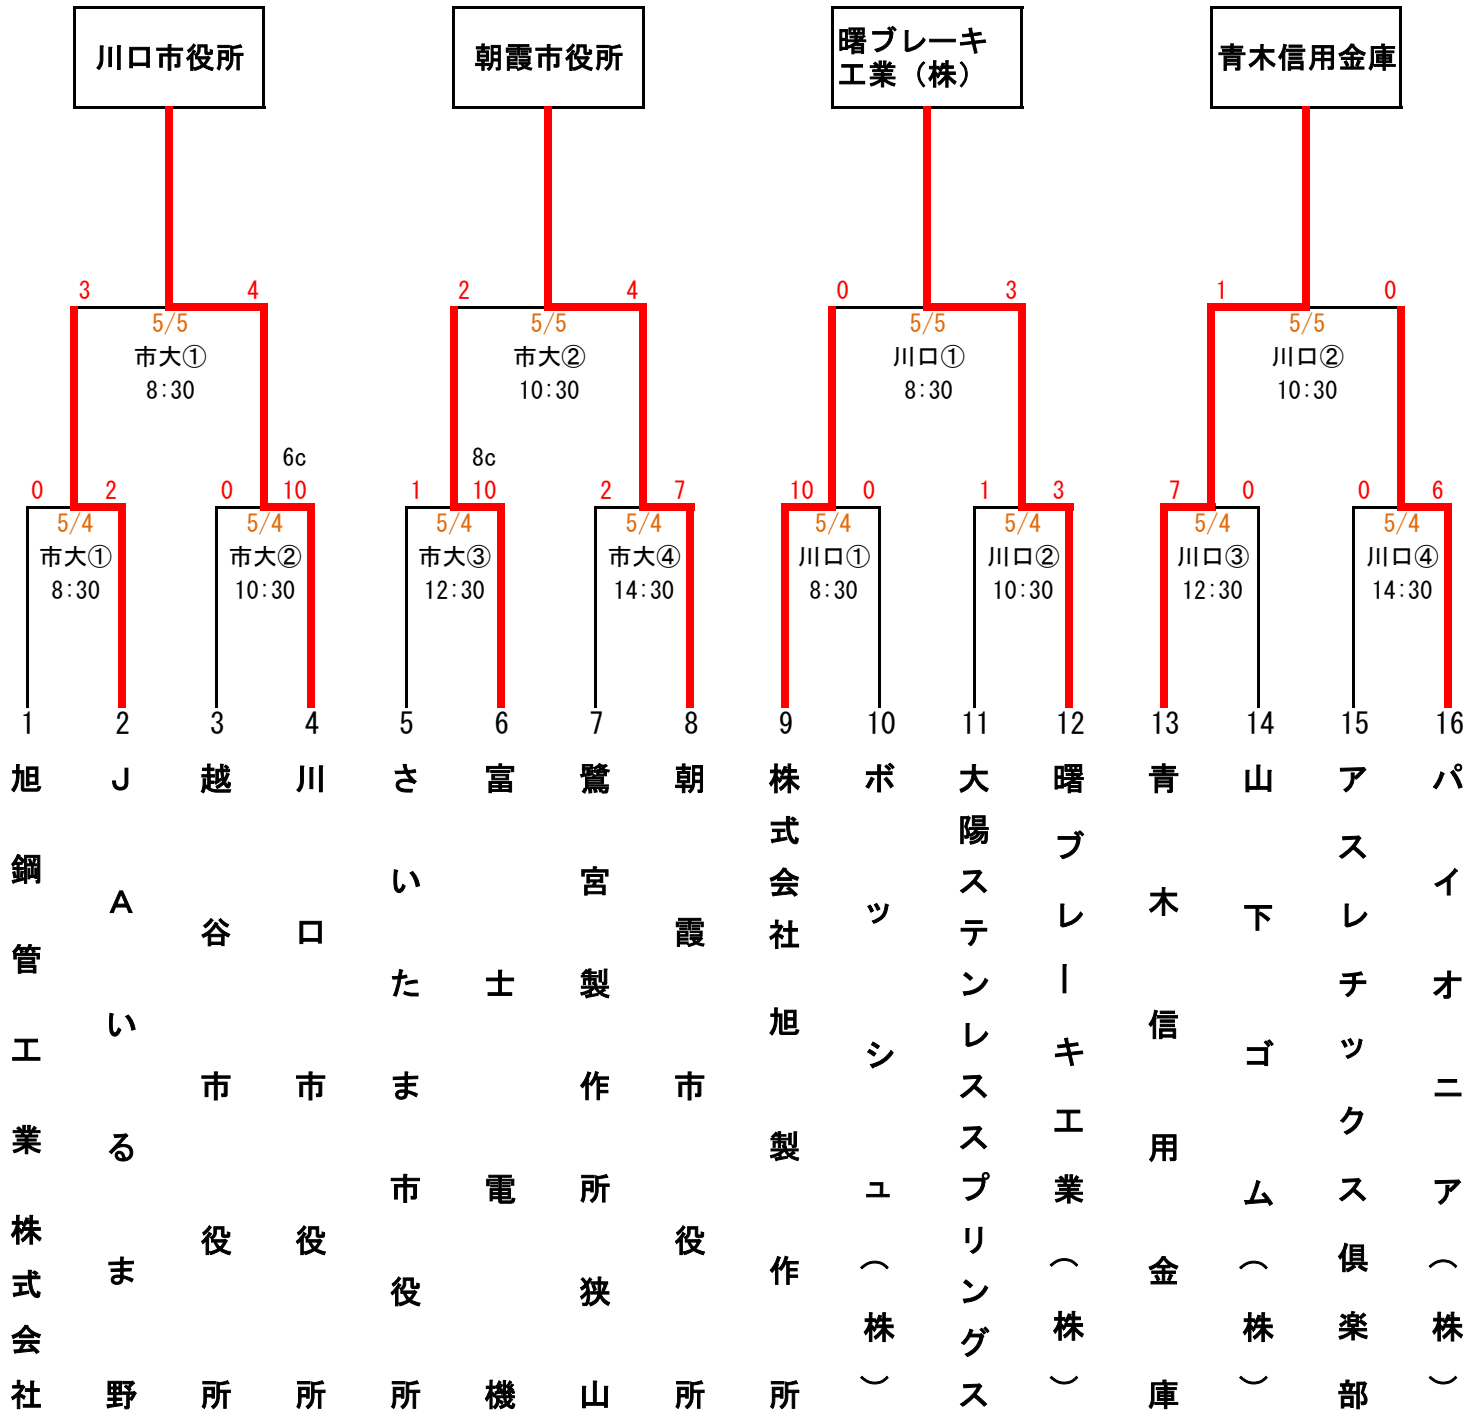 川口市役所
朝霞市役所
曙ブレーキ
工業（株）
青木信用金庫
3 4
2 4
0 3
1 0
5/5
市大①
8:30
5/5
市大②
10:30
5/5
川口①
8:30
5/5
川口②
10:30
6c
8c
0 2
0 10
1 10
2 7
10 0
1 3
7 0
0 6
5/4
市大①
8:30
5/4
市大②
10:30
5/4
市大③
12:30
5/4
市大④
14:30
5/4
川口①
8:30
5/4
川口②
10:30
5/4
川口③
12:30
5/4
川口④
14:30
1
旭鋼管工業株式会社
2
ＪＡいるま野
3
越谷市役所
4
川口市役所
5
さいたま市役所
6
富士電機
7
鷺宮製作所狭山
8
朝霞市役所
9
株式会社旭製作所
10
ボッシュ（株）
11
大陽ステンレススプリングス
12
曙ブレーキ工業（株）
13
青木信用金庫
14
山下ゴム（株）
15
アスレチックス倶楽部
16
パイオニア（株）